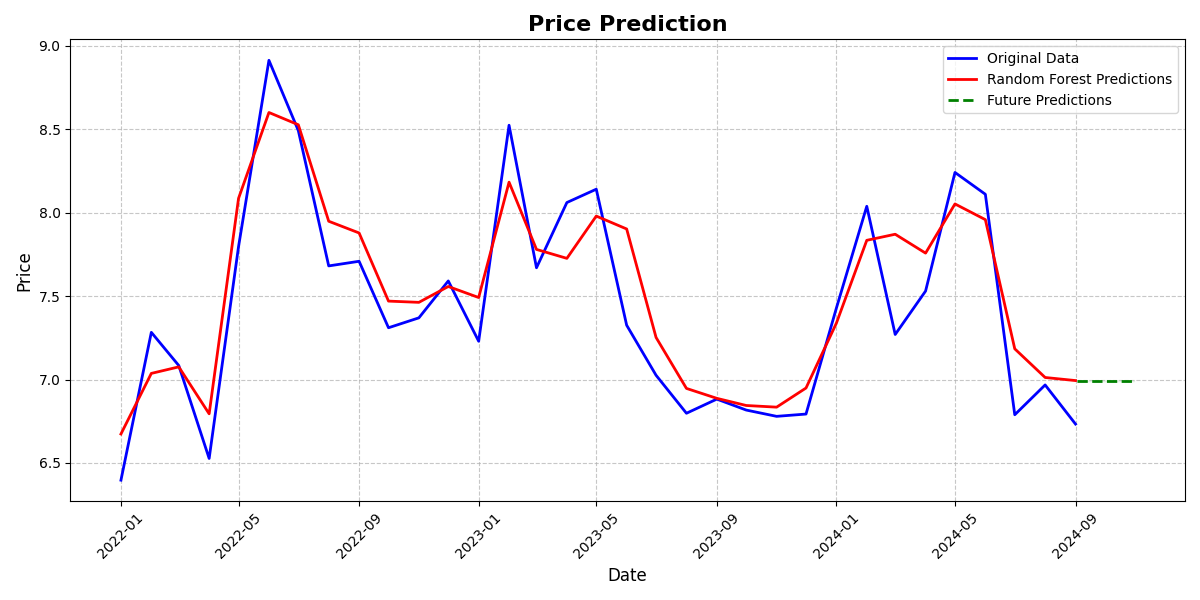 Price Prediction
Original Data
Random Forest Predictions
Future Predictions
Price
9.0
8.5
8.0
7.5
7.0
6.5
2022-01
2022-05
2022-09
2023-01
2023-05
2023-09
2024-01
2024-05
2024-09
Date